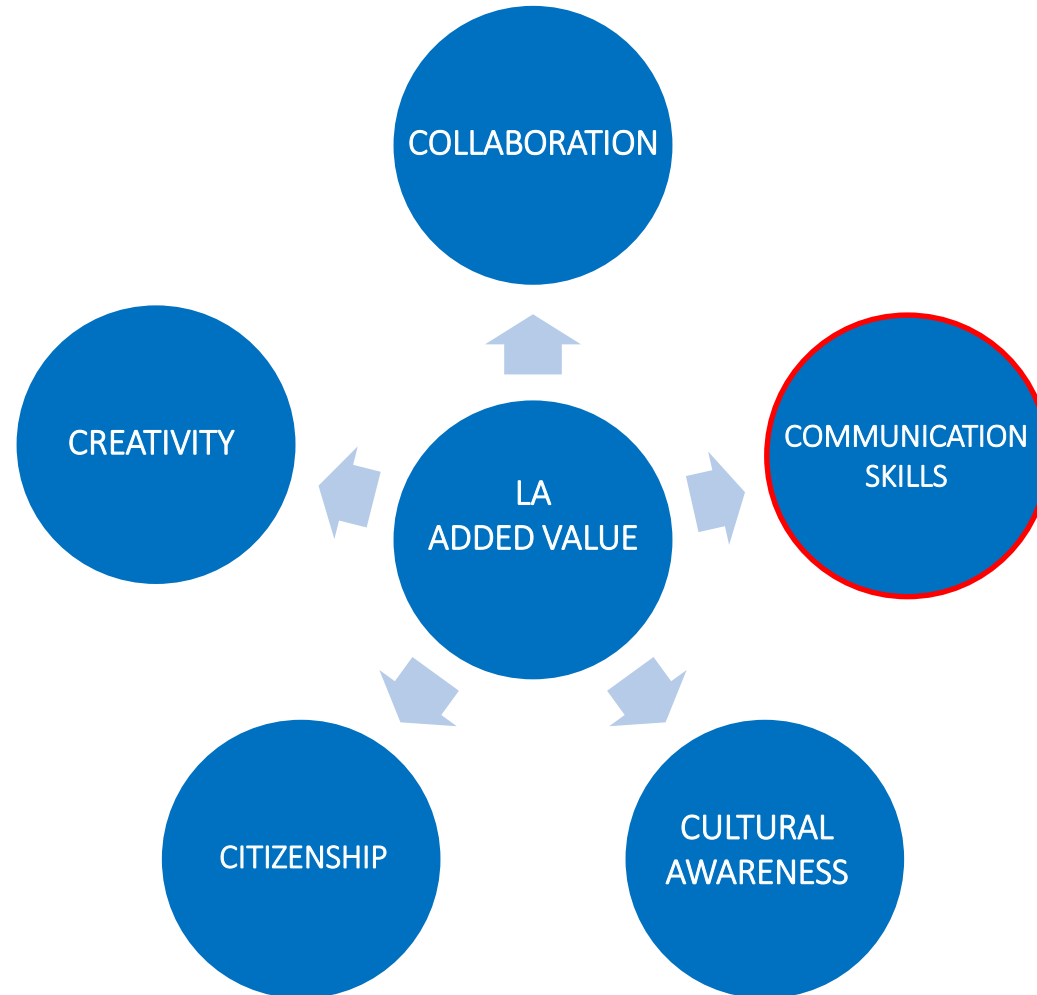 COLLABORATION
CREATIVITY
COMMUNICATION
SKILLS
LA
ADDED VALUE
CITIZENSHIP
CULTURAL
AWARENESS